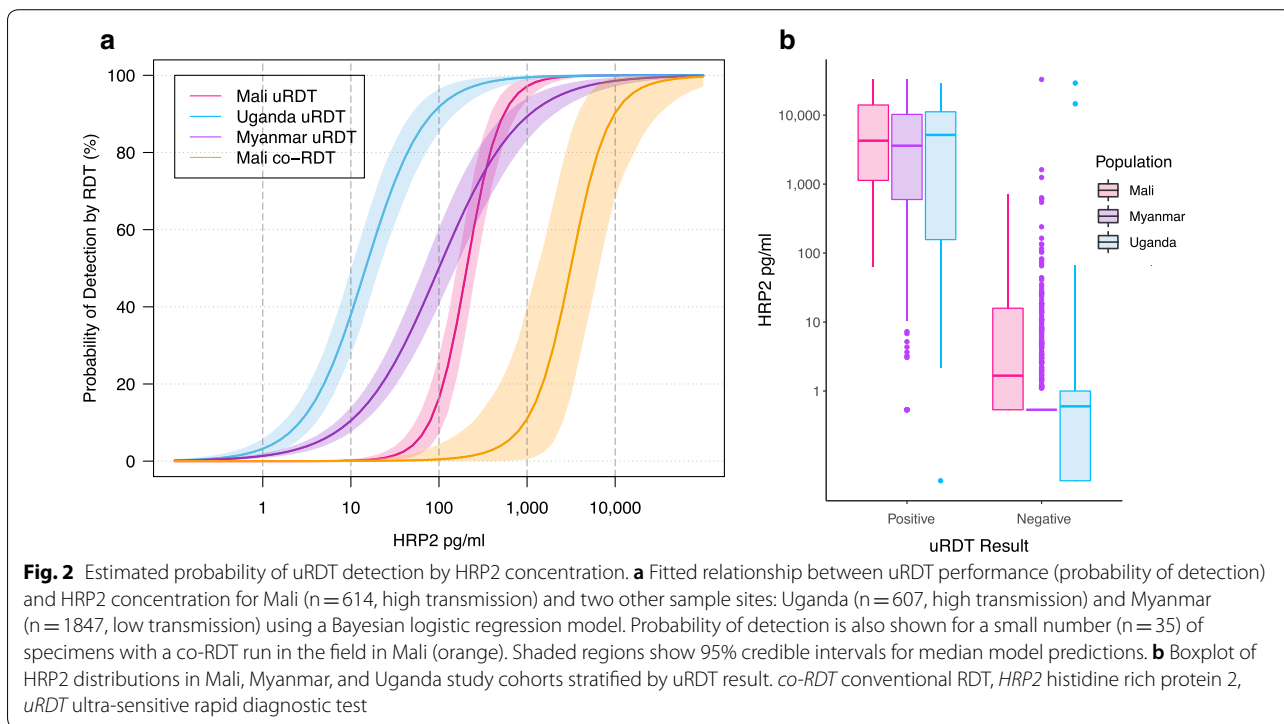 a
100
80
60
40
20
0
Probability of Detection by RDT (%)
Mali uRDT
Uganda uRDT
Myanmar uRDT
Mali co−RDT
1
10
100
1,000
10,000
HRP2 pg/ml
b
10,000
1,000
100
10
1
HRP2 pg/ml
Population
Mali
Myanmar
Uganda
Positive
Negative
uRDT Result
Fig. 2 Estimated probability of uRDT detection by HRP2 concentration. a Fitted relationship between uRDT performance (probability of detection)
and HRP2 concentration for Mali (n = 614, high transmission) and two other sample sites: Uganda (n = 607, high transmission) and Myanmar
(n = 1847, low transmission) using a Bayesian logistic regression model. Probability of detection is also shown for a small number (n = 35) of
specimens with a co-RDT run in the field in Mali (orange). Shaded regions show 95% credible intervals for median model predictions. b Boxplot of
HRP2 distributions in Mali, Myanmar, and Uganda study cohorts stratified by uRDT result. co-RDT conventional RDT, HRP2 histidine rich protein 2,
uRDT ultra-sensitive rapid diagnostic test